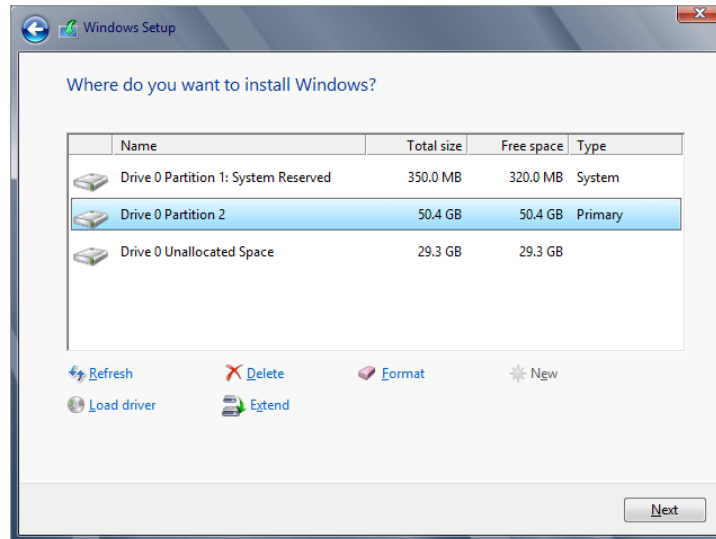 Windows Setup
Where do you want to install Windows?
Name Total size Free space Type
Drive 0 Partition 1: System Reserved 350.0 MB 320.0 MB System
Drive 0 Partition 2 50.4 GB 50.4 GB Primary
Drive 0 Unallocated Space 29.3 GB 29.3 GB
Refresh Delete Format New
Load driver Extend
Next